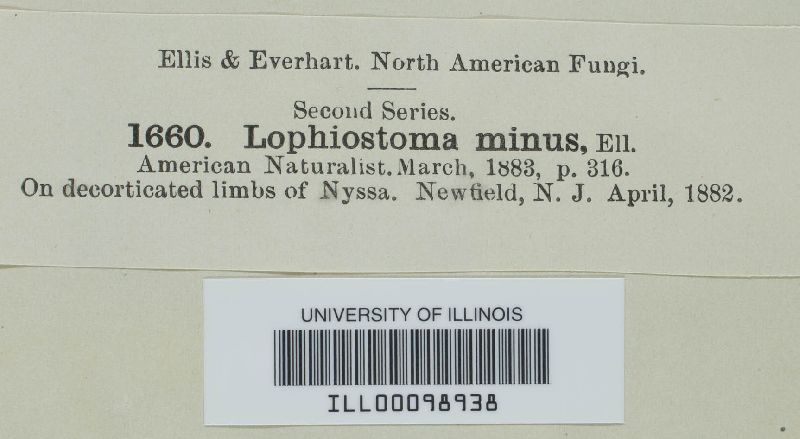 Ellis & Everhart. North American Fungi.
Second Series.
1660. Lophiostoma minus, Ell.
American Naturalist. March, 1883, p. 316.
On decorticated limbs of Nyssa. Newfield, N. J. April, 1882.
UNIVERSITY OF ILLINOIS
ILL00098938